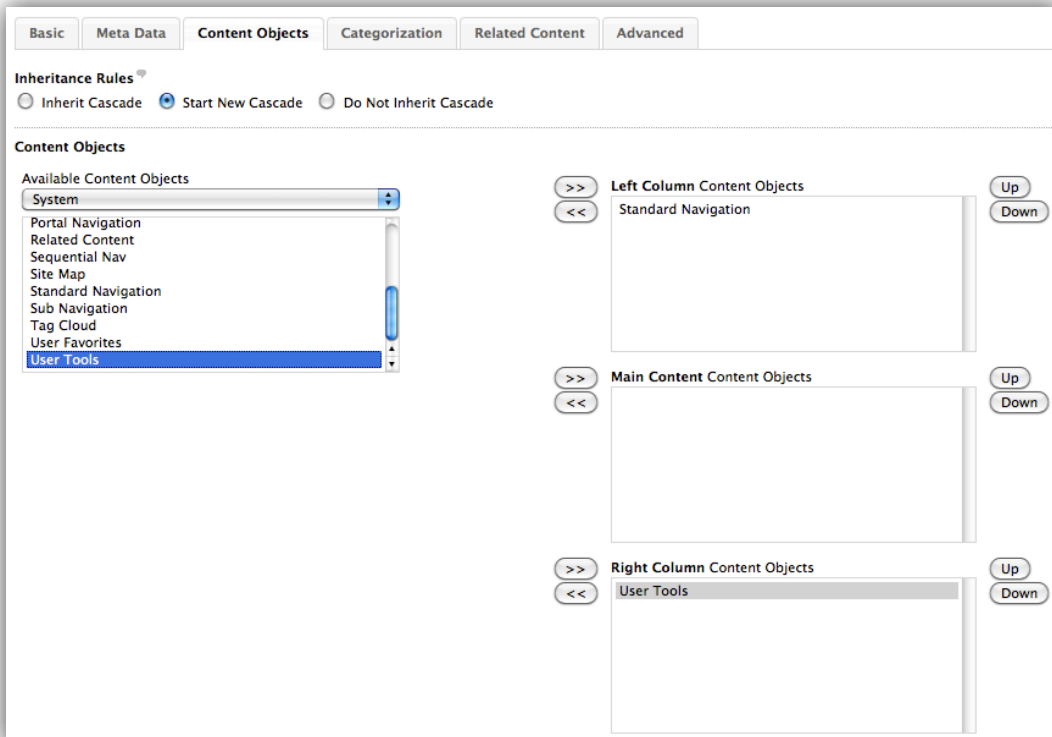 Basic Meta Data Content Objects Categorization Related Content Advanced
Inheritance Rules
Inherit Cascade Start New Cascade Do Not Inherit Cascade
Content Objects
Available Content Objects
System
Portal Navigation
Related Content
Sequential Nav
Site Map
Standard Navigation
Sub Navigation
Tag Cloud
User Favorites
User Tools
>> Left Column Content Objects Up
<< Standard Navigation Down
>> Main Content Content Objects Up
<< Down
>> Right Column Content Objects Up
<< User Tools Down